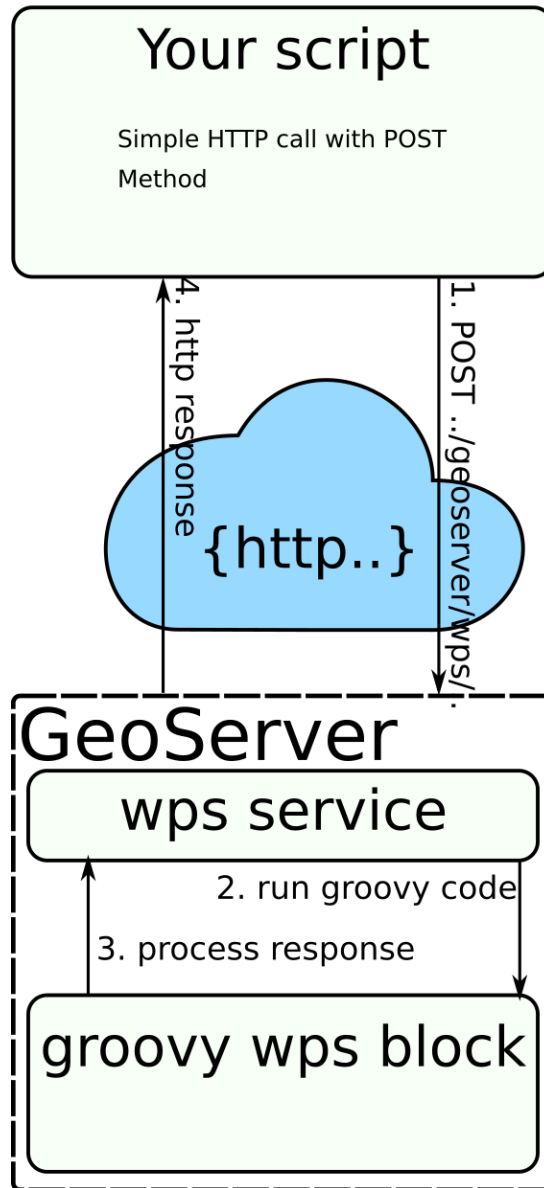 Your script
Simple HTTP call with POST
Method
4. http response
1. POST ../geoserver/wps/..
{http..}
GeoServer
wps service
2. run groovy code
3. process response
groovy wps block